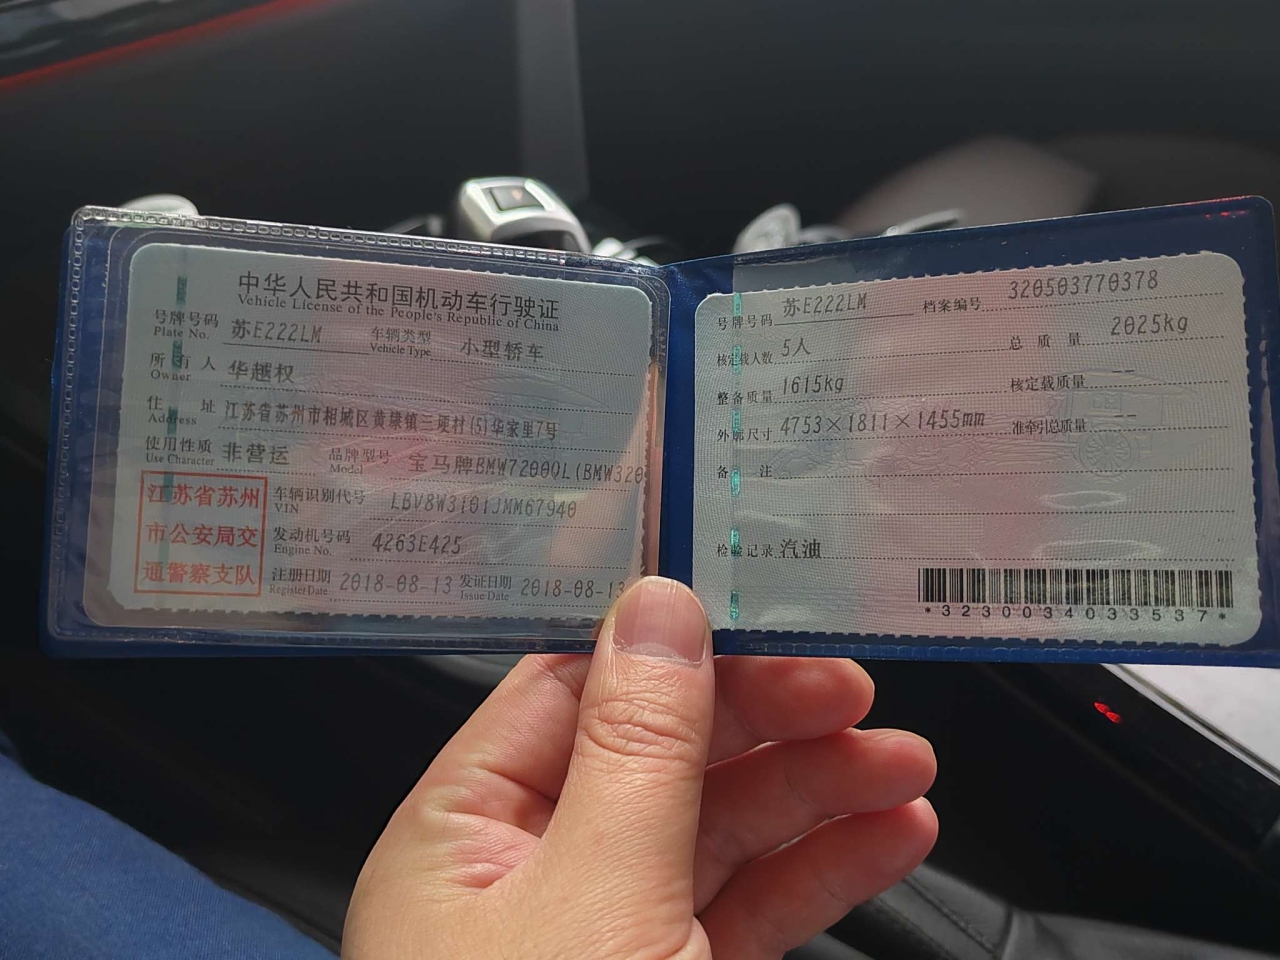 中华人民共和国机动车行驶证
Vehicle License of the People's Republic of China
号牌号码 苏E222LM 车辆类型 小型轿车
Plate No. Vehicle Type
所有人 华越权
Owner
住址 江苏省苏州市相城区黄埭镇三埂村(5)华家里7号
Address
使用性质 非营运 品牌型号 宝马牌BMW7200QL(BMW320
Use Character Model
江苏省苏州
市公安局交
通警察支队
车辆识别代号 LBV8W3101JMM67940
VIN
发动机号码 4263E425
Engine No.
注册日期 2018-08-13 发证日期 2018-08-13
Register Date Issue Date
号牌号码 苏E222LM 档案编号 320503770378
核定载人数 5人 总质量 2025kg
整备质量 1615kg 核定载质量 --
外廓尺寸 4753×1811×1455mm 准牵引总质量 --
备注
检验记录 汽油
*3230034033537*